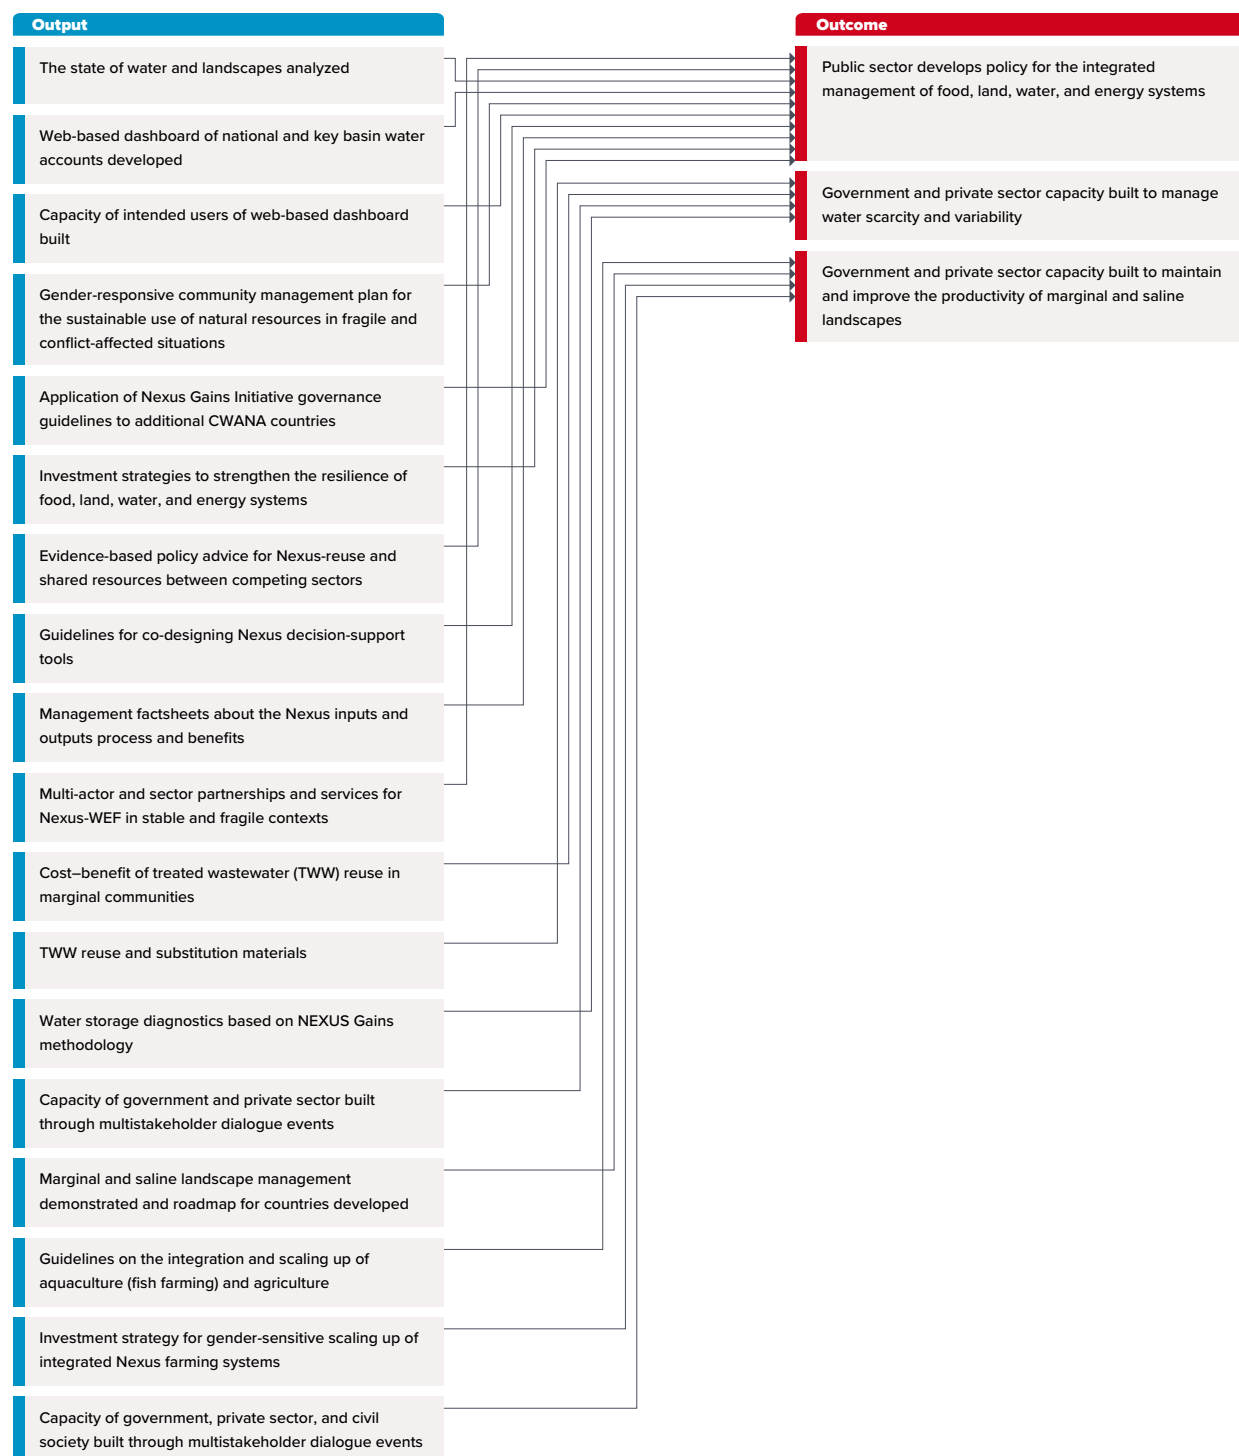 Output
The state of water and landscapes analyzed
Web-based dashboard of national and key basin water
accounts developed
Capacity of intended users of web-based dashboard
built
Gender-responsive community management plan for
the sustainable use of natural resources in fragile and
conflict-affected situations
Application of Nexus Gains Initiative governance
guidelines to additional CWANA countries
Investment strategies to strengthen the resilience of
food, land, water, and energy systems
Evidence-based policy advice for Nexus-reuse and
shared resources between competing sectors
Guidelines for co-designing Nexus decision-support
tools
Management factsheets about the Nexus inputs and
outputs process and benefits
Multi-actor and sector partnerships and services for
Nexus-WEF in stable and fragile contexts
Cost–benefit of treated wastewater (TWW) reuse in
marginal communities
TWW reuse and substitution materials
Water storage diagnostics based on NEXUS Gains
methodology
Capacity of government and private sector built
through multistakeholder dialogue events
Marginal and saline landscape management
demonstrated and roadmap for countries developed
Guidelines on the integration and scaling up of
aquaculture (fish farming) and agriculture
Investment strategy for gender-sensitive scaling up of
integrated Nexus farming systems
Capacity of government, private sector, and civil
society built through multistakeholder dialogue events
Outcome
Public sector develops policy for the integrated
management of food, land, water, and energy systems
Government and private sector capacity built to manage
water scarcity and variability
Government and private sector capacity built to maintain
and improve the productivity of marginal and saline
landscapes